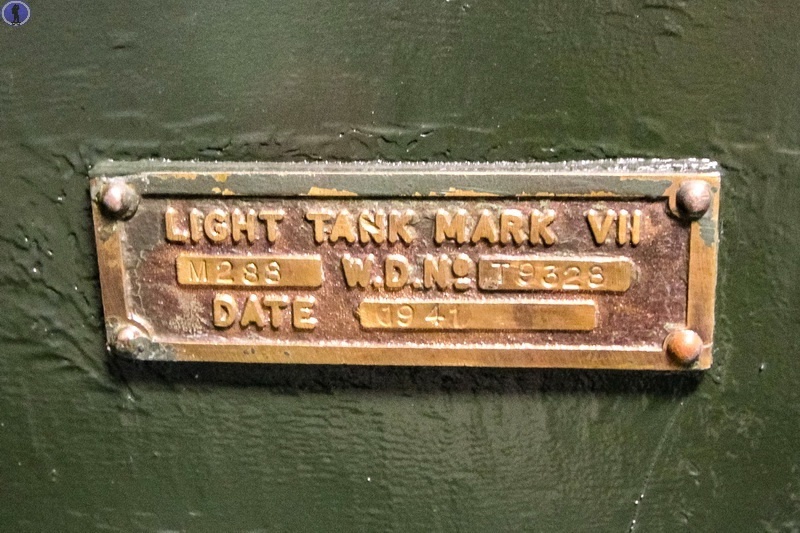 LIGHT TANK MARK VII
M288 W.D.Nº T9328
DATE 1941